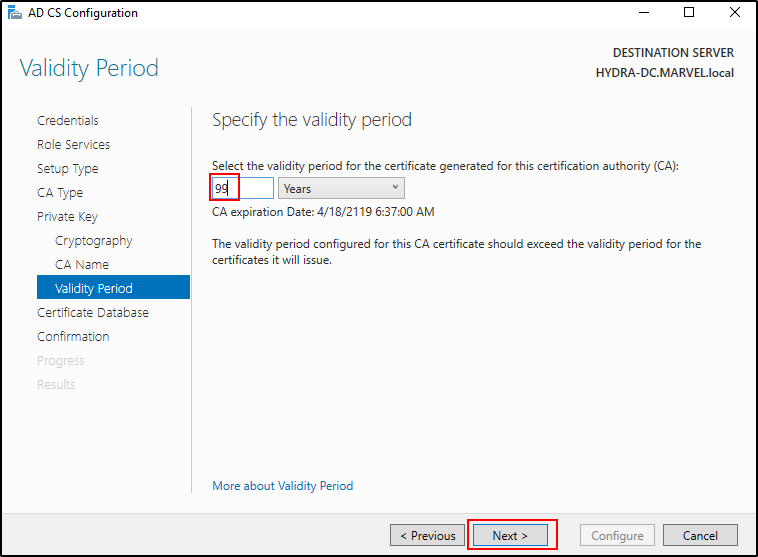 AD CS Configuration
Validity Period
DESTINATION SERVER
HYDRA-DC.MARVEL.local
Credentials
Role Services
Setup Type
CA Type
Private Key
Cryptography
CA Name
Validity Period
Certificate Database
Confirmation
Progress
Results
Specify the validity period
Select the validity period for the certificate generated for this certification authority (CA):
99 Years
CA expiration Date: 4/18/2119 6:37:00 AM
The validity period configured for this CA certificate should exceed the validity period for the
certificates it will issue.
More about Validity Period
< Previous Next > Configure Cancel